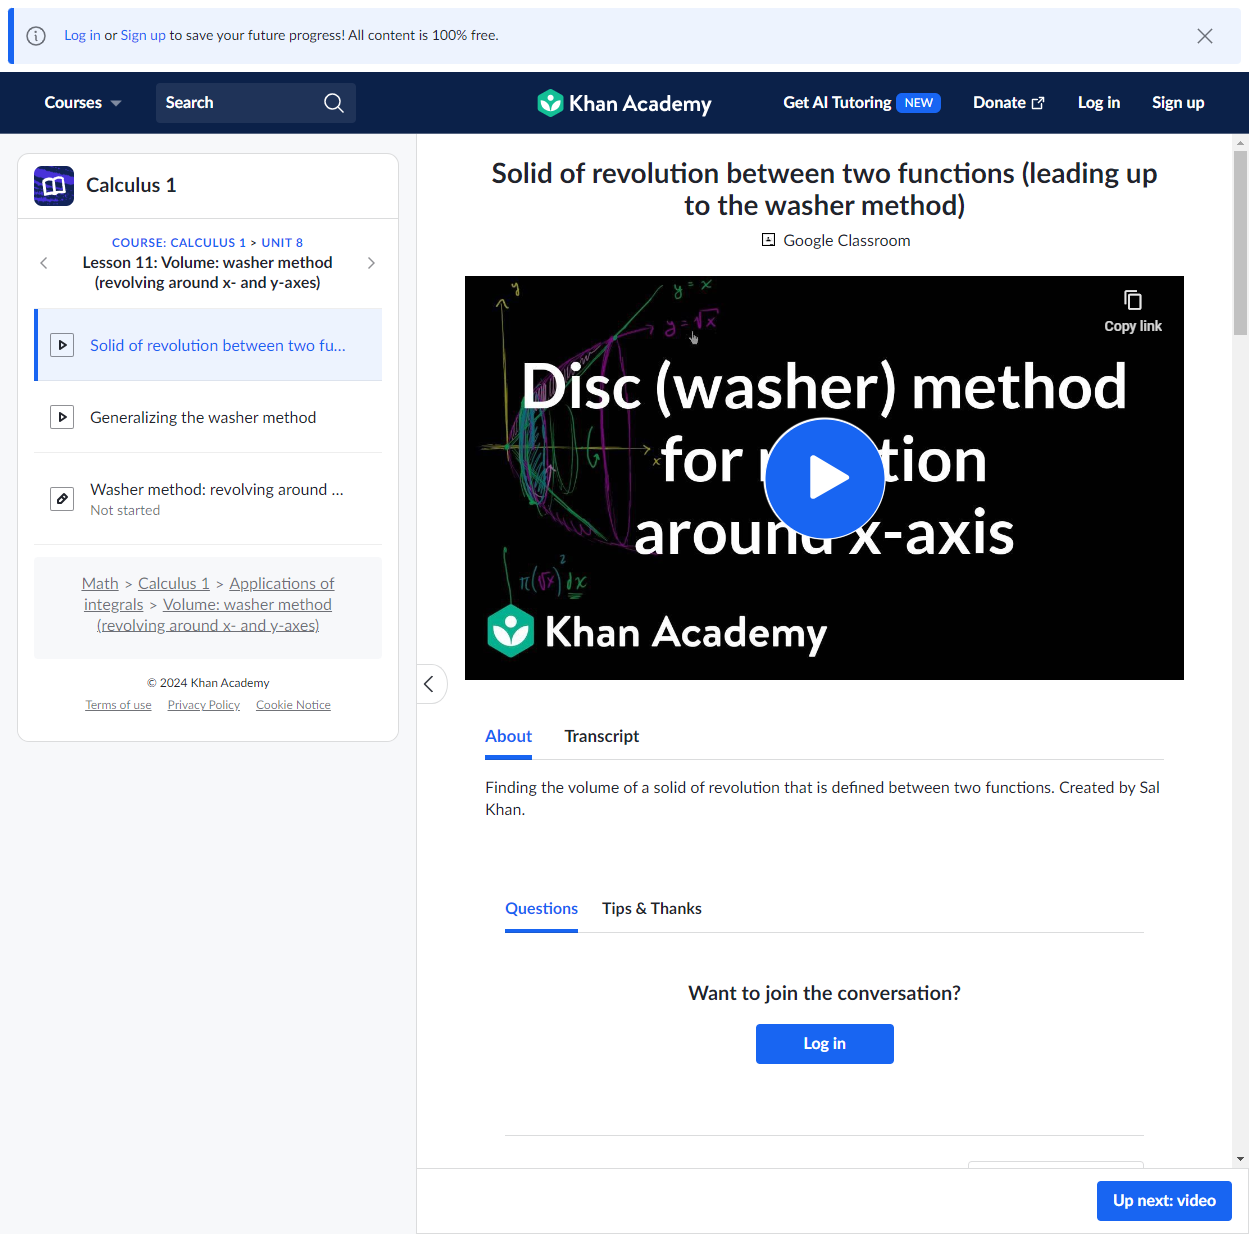 Log in or Sign up to save your future progress! All content is 100% free.
Courses
Search
Khan Academy
Get AI Tutoring NEW
Donate
Log in
Sign up
Calculus 1
COURSE: CALCULUS 1 > UNIT 8
Lesson 11: Volume: washer method
(revolving around x- and y-axes)
Solid of revolution between two fu...
Generalizing the washer method
Washer method: revolving around ...
Not started
Math > Calculus 1 > Applications of
integrals > Volume: washer method
(revolving around x- and y-axes)
© 2024 Khan Academy
Terms of use Privacy Policy Cookie Notice
Solid of revolution between two functions (leading up
to the washer method)
Google Classroom
y
y = x
y = √x
x
Copy link
Disc (washer) method
for
around x-axis
π(√x)² dx
Khan Academy
About
Transcript
Finding the volume of a solid of revolution that is defined between two functions. Created by Sal
Khan.
Questions
Tips & Thanks
Want to join the conversation?
Log in
Up next: video